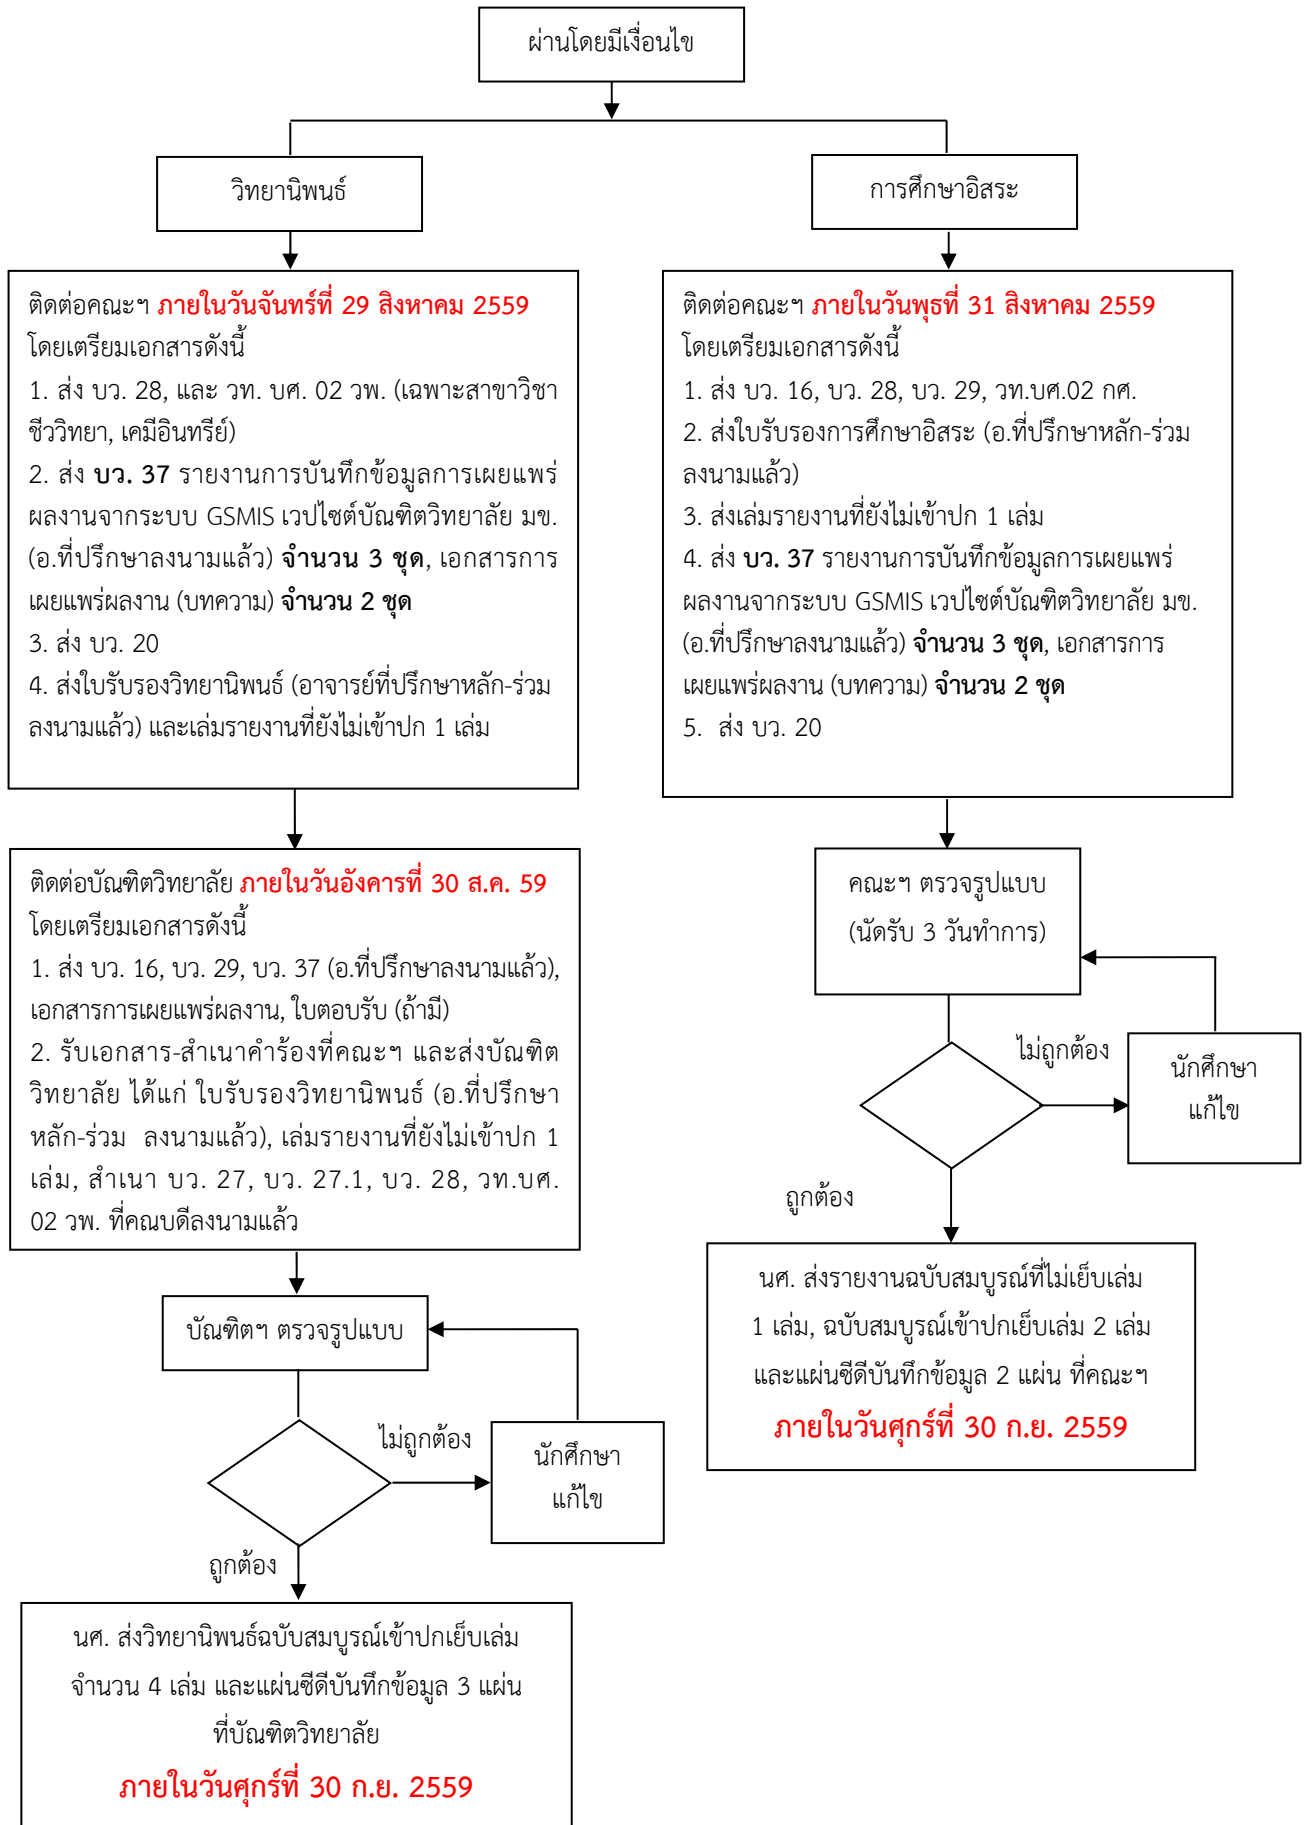 ผ่านโดยมีเงื่อนไข
วิทยานิพนธ์
ติดต่อคณะฯ ภายในวันจันทร์ที่ 29 สิงหาคม 2559
โดยเตรียมเอกสารดังนี้
1. ส่ง บว. 28, และ วท. บศ. 02 วพ. (เฉพาะสาขาวิชา
ชีววิทยา, เคมีอินทรีย์)
2. ส่ง บว. 37 รายงานการบันทึกข้อมูลการเผยแพร่
ผลงานจากระบบ GSMIS เวปไซต์บัณฑิตวิทยาลัย มข.
(อ.ที่ปรึกษาลงนามแล้ว) จำนวน 3 ชุด, เอกสารการ
เผยแพร่ผลงาน (บทความ) จำนวน 2 ชุด
3. ส่ง บว. 20
4. ส่งใบรับรองวิทยานิพนธ์ (อาจารย์ที่ปรึกษาหลัก-ร่วม
ลงนามแล้ว) และเล่มรายงานที่ยังไม่เข้าปก 1 เล่ม
ติดต่อบัณฑิตวิทยาลัย ภายในวันอังคารที่ 30 ส.ค. 59
โดยเตรียมเอกสารดังนี้
1. ส่ง บว. 16, บว. 29, บว. 37 (อ.ที่ปรึกษาลงนามแล้ว),
เอกสารการเผยแพร่ผลงาน, ใบตอบรับ (ถ้ามี)
2. รับเอกสาร-สำเนาคำร้องที่คณะฯ และส่งบัณฑิต
วิทยาลัย ได้แก่ ใบรับรองวิทยานิพนธ์ (อ.ที่ปรึกษา
หลัก-ร่วม ลงนามแล้ว), เล่มรายงานที่ยังไม่เข้าปก 1
เล่ม, สำเนา บว. 27, บว. 27.1, บว. 28, วท.บศ.
02 วพ. ที่คณบดีลงนามแล้ว
บัณฑิตฯ ตรวจรูปแบบ
ไม่ถูกต้อง
นักศึกษา
แก้ไข
ถูกต้อง
นศ. ส่งวิทยานิพนธ์ฉบับสมบูรณ์เข้าปกเย็บเล่ม
จำนวน 4 เล่ม และแผ่นซีดีบันทึกข้อมูล 3 แผ่น
ที่บัณฑิตวิทยาลัย
ภายในวันศุกร์ที่ 30 ก.ย. 2559
การศึกษาอิสระ
ติดต่อคณะฯ ภายในวันพุธที่ 31 สิงหาคม 2559
โดยเตรียมเอกสารดังนี้
1. ส่ง บว. 16, บว. 28, บว. 29, วท.บศ.02 กศ.
2. ส่งใบรับรองการศึกษาอิสระ (อ.ที่ปรึกษาหลัก-ร่วม
ลงนามแล้ว)
3. ส่งเล่มรายงานที่ยังไม่เข้าปก 1 เล่ม
4. ส่ง บว. 37 รายงานการบันทึกข้อมูลการเผยแพร่
ผลงานจากระบบ GSMIS เวปไซต์บัณฑิตวิทยาลัย มข.
(อ.ที่ปรึกษาลงนามแล้ว) จำนวน 3 ชุด, เอกสารการ
เผยแพร่ผลงาน (บทความ) จำนวน 2 ชุด
5. ส่ง บว. 20
คณะฯ ตรวจรูปแบบ
(นัดรับ 3 วันทำการ)
ไม่ถูกต้อง
นักศึกษา
แก้ไข
ถูกต้อง
นศ. ส่งรายงานฉบับสมบูรณ์ที่ไม่เย็บเล่ม
1 เล่ม, ฉบับสมบูรณ์เข้าปกเย็บเล่ม 2 เล่ม
และแผ่นซีดีบันทึกข้อมูล 2 แผ่น ที่คณะฯ
ภายในวันศุกร์ที่ 30 ก.ย. 2559